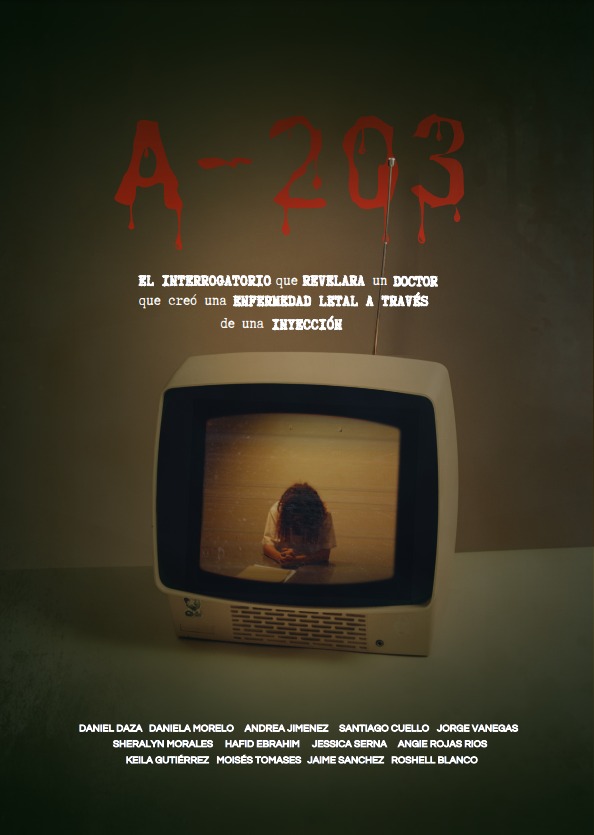 A-203
EL INTERROGATORIO que REVELARA un DOCTOR
que creó una ENFERMEDAD LETAL A TRAVÉS
de una INYECCIÓN
DANIEL DAZA DANIELA MORELO ANDREA JIMENEZ SANTIAGO CUELLO JORGE VANEGAS
SHERALYN MORALES HAFID EBRAHIM JESSICA SERNA ANGIE ROJAS RIOS
KEILA GUTIÉRREZ MOISÉS TOMASES JAIME SANCHEZ ROSHELL BLANCO